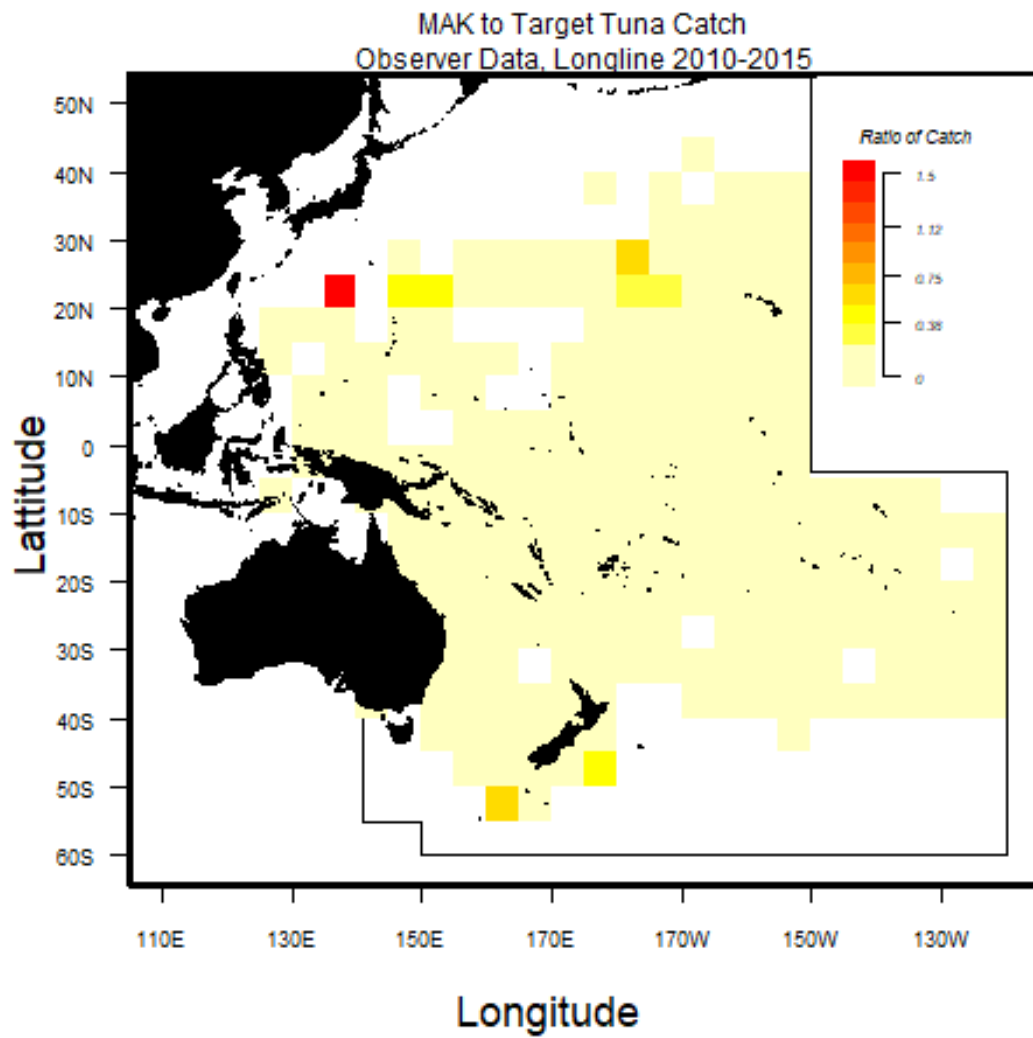 MAK to Target Tuna Catch
Observer Data, Longline 2010-2015
50N
40N
30N
20N
10N
0
10S
20S
30S
40S
50S
60S
Lattitude
Ratio of Catch
1.5
1.12
0.75
0.38
0
110E 130E 150E 170E 170W 150W 130W
Longitude